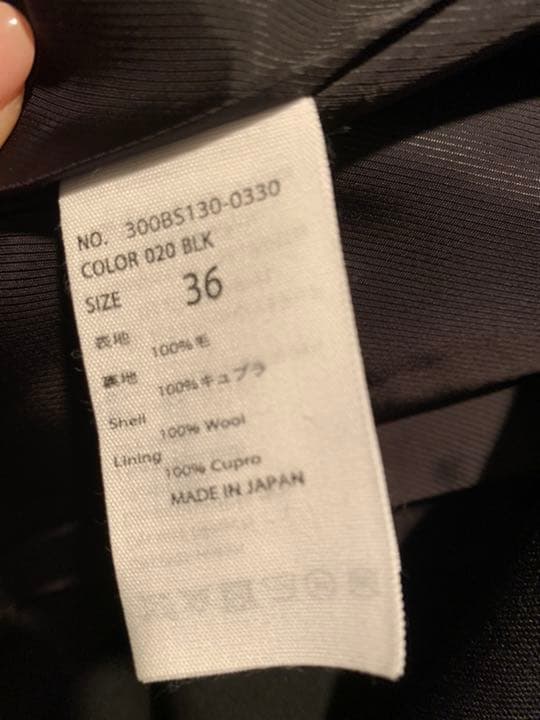 NO. 300BS130-0330
COLOR 020 BLK
SIZE 36
表地 100%毛
裏地 100%キュプラ
Shell 100% Wool
Lining 100% Cupro
MADE IN JAPAN